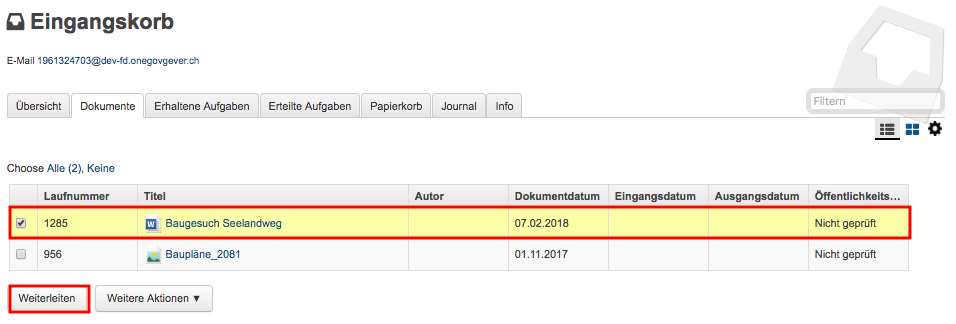 Eingangskorb
E-Mail 1961324703@dev-fd.onegovgever.ch
Übersicht Dokumente Erhaltene Aufgaben Erteilte Aufgaben Papierkorb Journal Info
Filtern
Choose Alle (2), Keine
Laufnummer Titel Autor Dokumentdatum Eingangsdatum Ausgangsdatum Öffentlichkeits...
1285 Baugesuch Seelandweg 07.02.2018 Nicht geprüft
956 Baupläne_2081 01.11.2017 Nicht geprüft
Weiterleiten Weitere Aktionen ▼